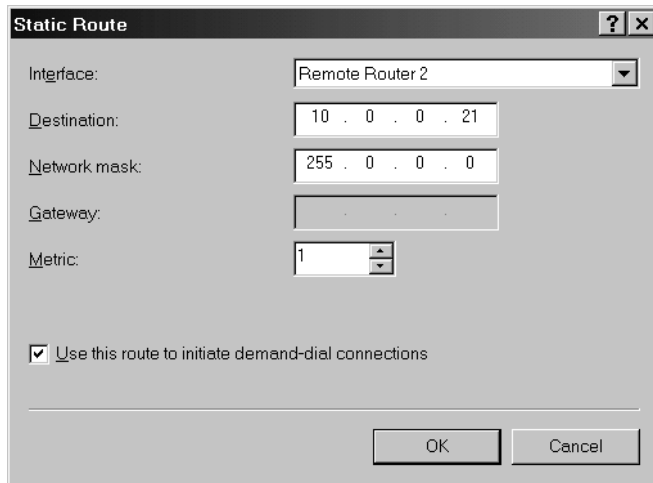 Static Route
Interface: Remote Router 2
Destination: 10 . 0 . 0 . 21
Network mask: 255 . 0 . 0 . 0
Gateway: . . .
Metric: 1
Use this route to initiate demand-dial connections
OK Cancel